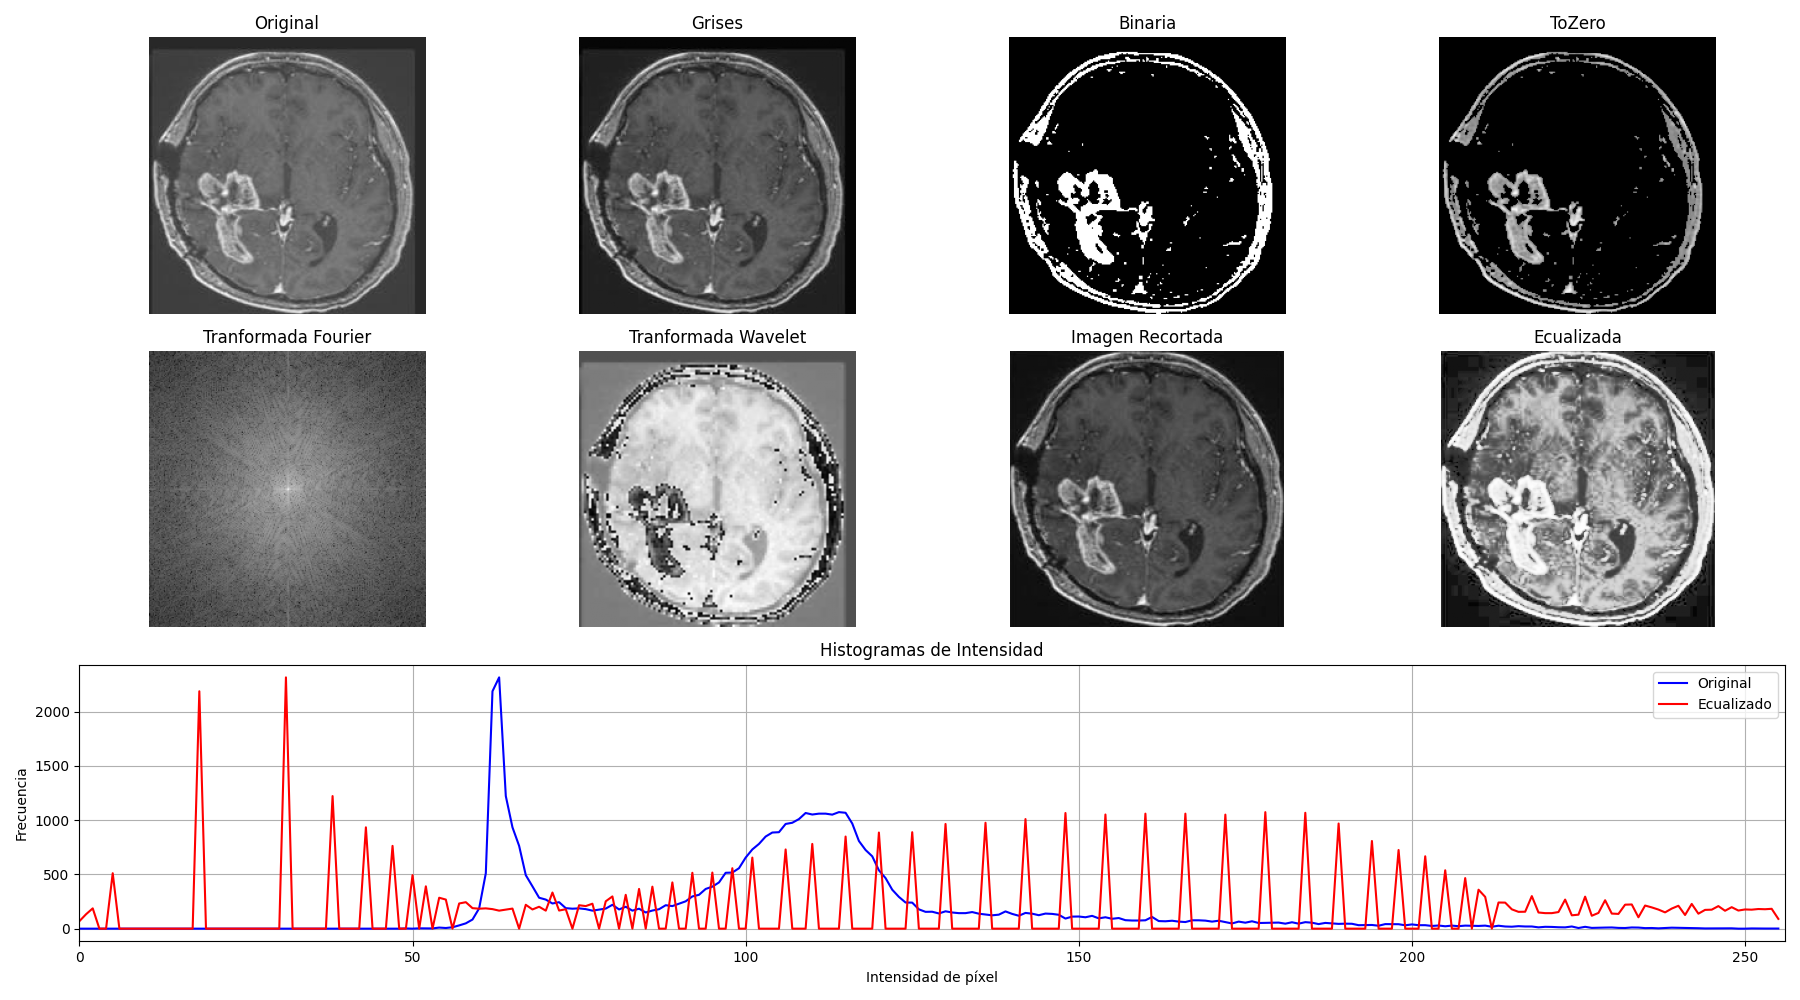 Original
Grises
Binaria
ToZero
Tranformada Fourier
Tranformada Wavelet
Imagen Recortada
Ecualizada
Histogramas de Intensidad
Frecuencia
2000
1500
1000
500
0
Original
Ecualizado
0
50
100
150
200
250
Intensidad de píxel